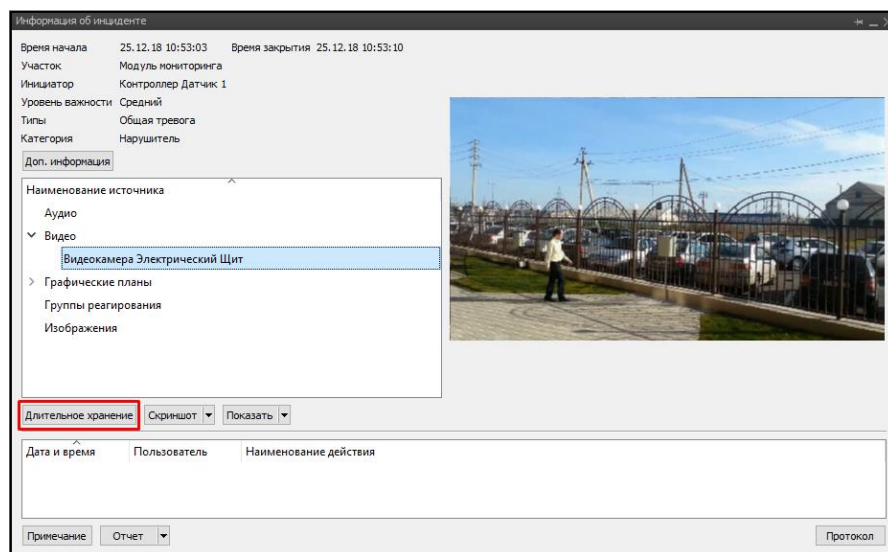 Информация об инциденте
Время начала 25.12.18 10:53:03 Время закрытия 25.12.18 10:53:10
Участок Модуль мониторинга
Инициатор Контроллер Датчик 1
Уровень важности Средний
Типы Общая тревога
Категория Нарушитель
Доп. информация
Наименование источника
Аудио
Видео
Видеокамера Электрический Щит
Графические планы
Группы реагирования
Изображения
Длительное хранение Скриншот Показать
Дата и время Пользователь Наименование действия
Примечание Отчет Протокол